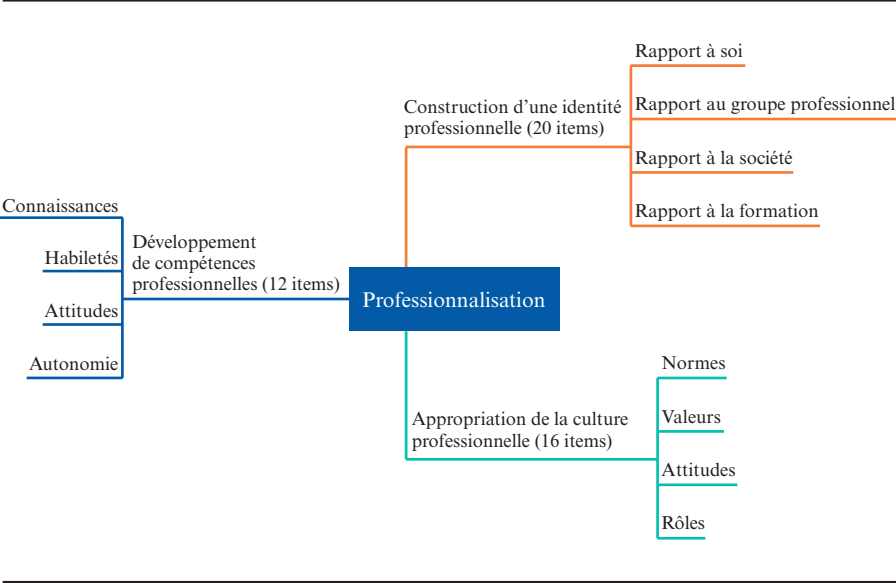 Rapport à soi
Construction d'une identité
professionnelle (20 items)
Rapport au groupe professionnel
Rapport à la société
Rapport à la formation
Connaissances
Habiletés
Attitudes
Autonomie
Développement
de compétences
professionnelles (12 items)
Professionnalisation
Appropriation de la culture
professionnelle (16 items)
Normes
Valeurs
Attitudes
Rôles